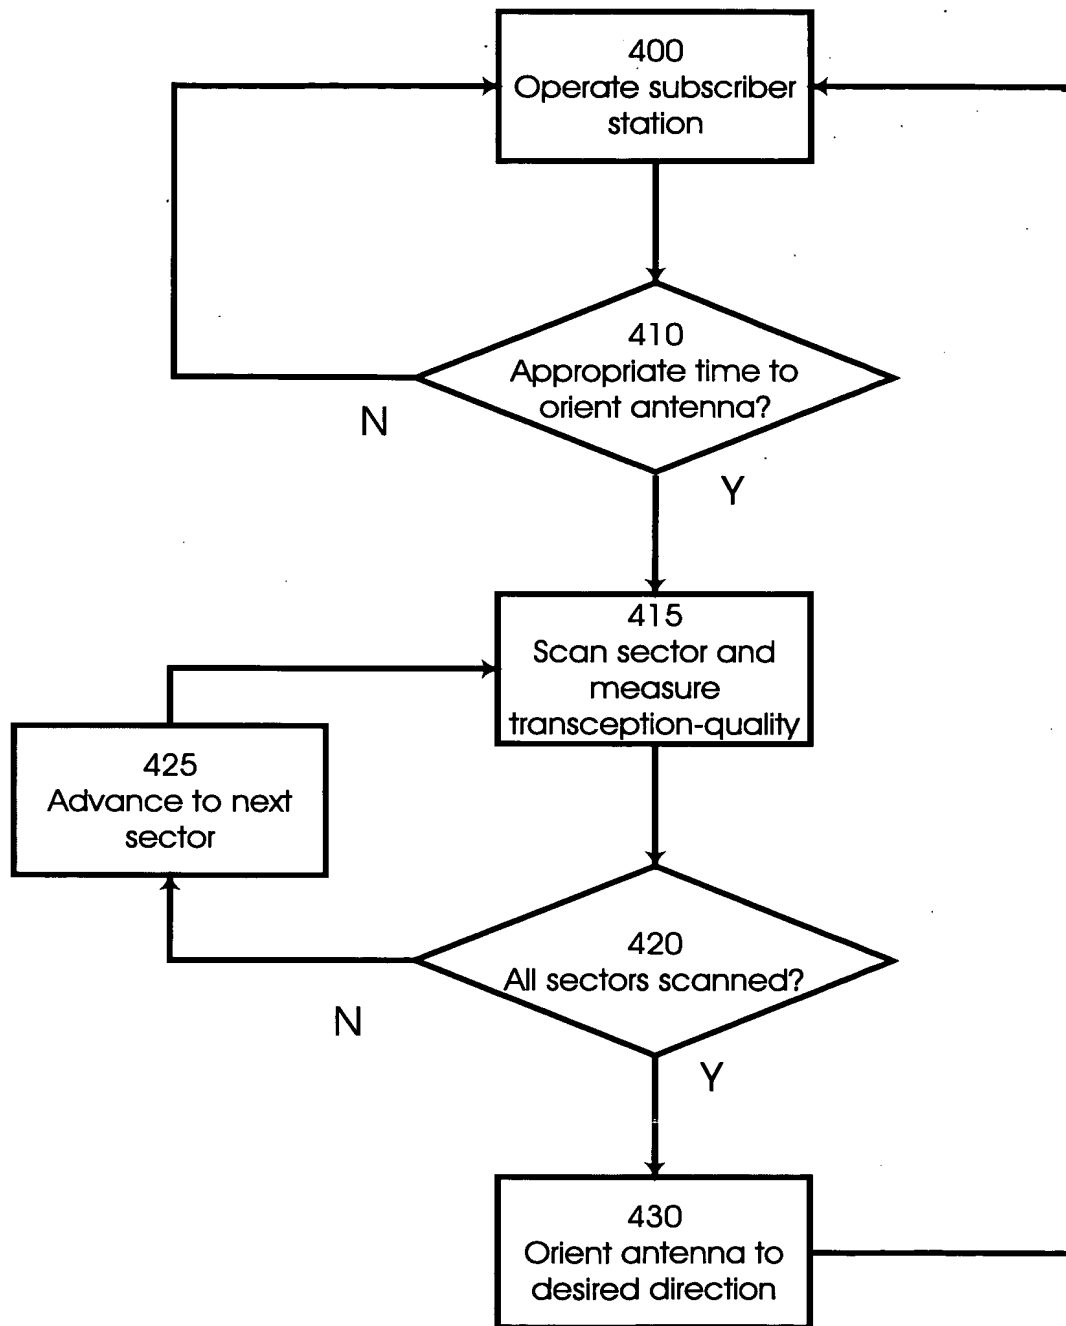 400
Operate subscriber
station
410
Appropriate time to
orient antenna?
N
Y
415
Scan sector and
measure
transception-quality
425
Advance to next
sector
420
All sectors scanned?
N
Y
430
Orient antenna to
desired direction